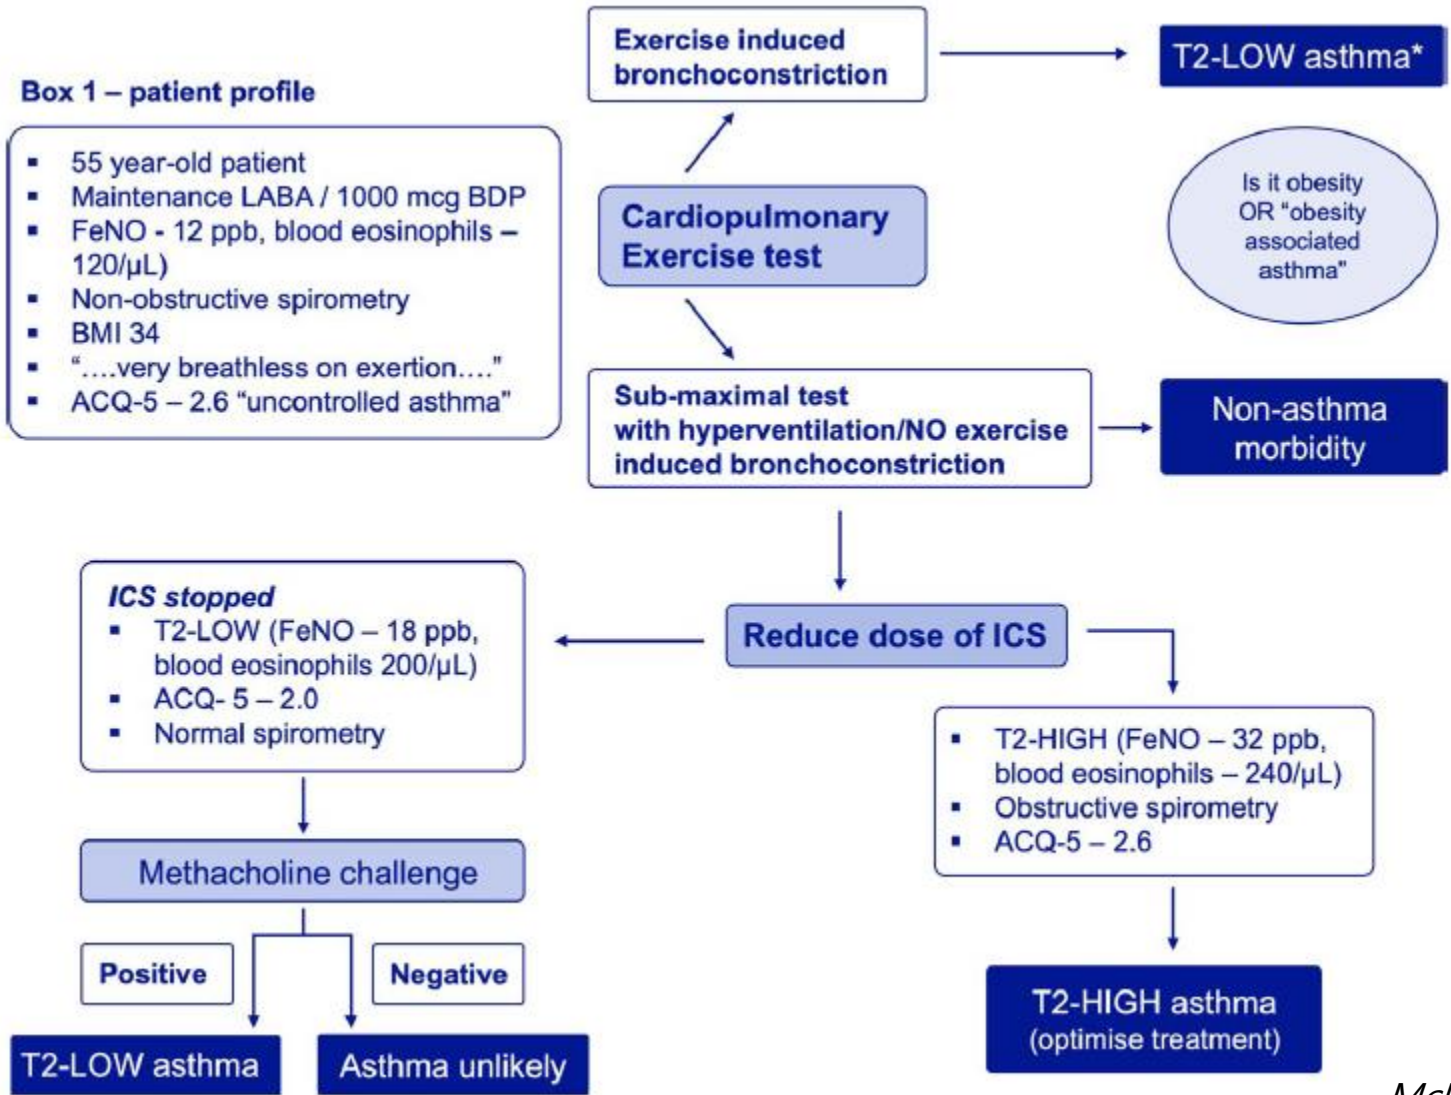 Box 1 – patient profile
▪ 55 year-old patient
▪ Maintenance LABA / 1000 mcg BDP
▪ FeNO - 12 ppb, blood eosinophils –
120/μL)
▪ Non-obstructive spirometry
▪ BMI 34
▪ “....very breathless on exertion....”
▪ ACQ-5 – 2.6 “uncontrolled asthma”
Exercise induced
bronchoconstriction
T2-LOW asthma*
Cardiopulmonary
Exercise test
Is it obesity
OR “obesity
associated
asthma”
Sub-maximal test
with hyperventilation/NO exercise
induced bronchoconstriction
Non-asthma
morbidity
Reduce dose of ICS
ICS stopped
▪ T2-LOW (FeNO – 18 ppb,
blood eosinophils 200/μL)
▪ ACQ- 5 – 2.0
▪ Normal spirometry
▪ T2-HIGH (FeNO – 32 ppb,
blood eosinophils – 240/μL)
▪ Obstructive spirometry
▪ ACQ-5 – 2.6
Methacholine challenge
Positive
Negative
T2-LOW asthma
Asthma unlikely
T2-HIGH asthma
(optimise treatment)